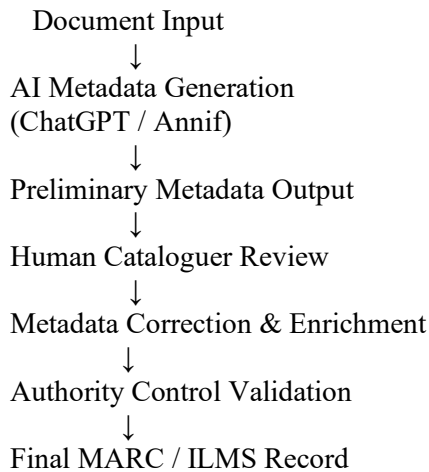 Document Input
↓
AI Metadata Generation
(ChatGPT / Annif)
↓
Preliminary Metadata Output
↓
Human Cataloguer Review
↓
Metadata Correction & Enrichment
↓
Authority Control Validation
↓
Final MARC / ILMS Record